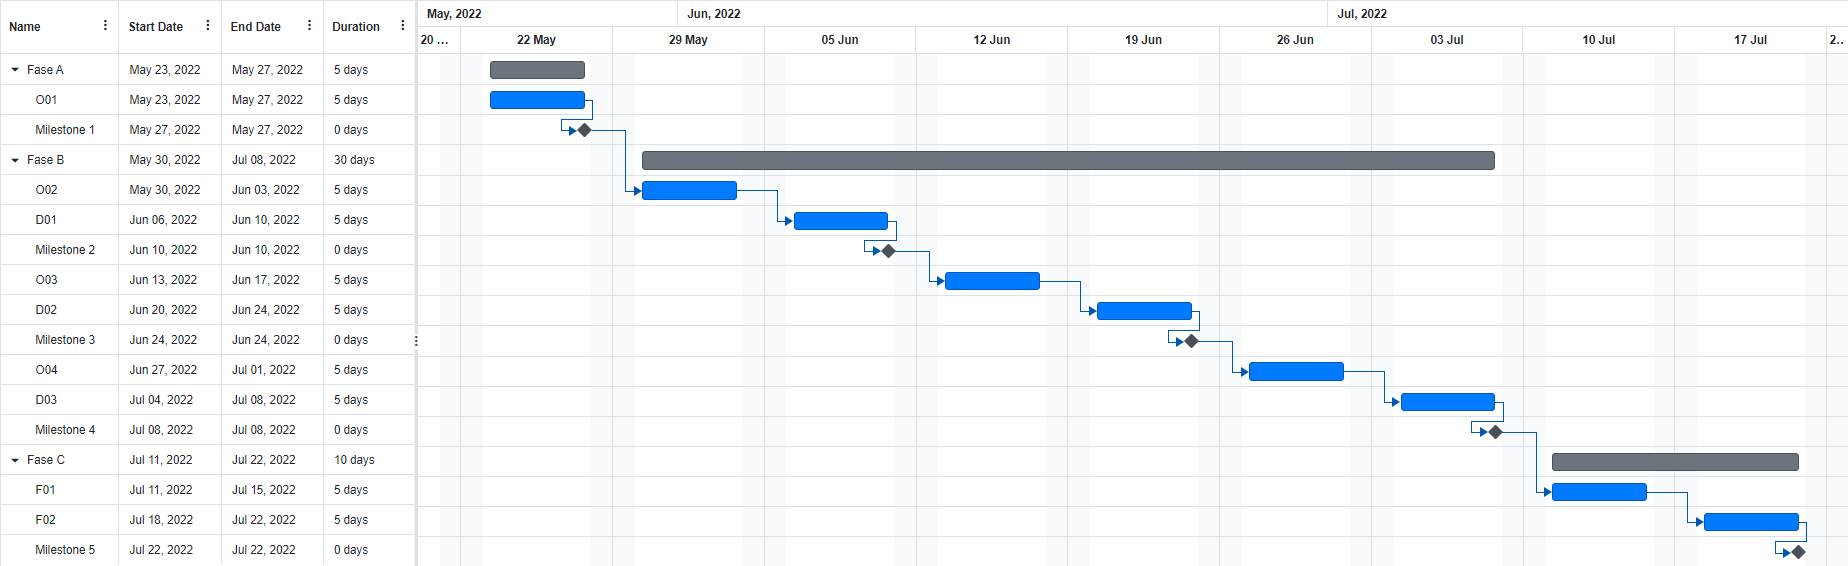 May, 2022 Jun, 2022 Jul, 2022
Name Start Date End Date Duration
20 ... 22 May 29 May 05 Jun 12 Jun 19 Jun 26 Jun 03 Jul 10 Jul 17 Jul 2..
Fase A May 23, 2022 May 27, 2022 5 days
O01 May 23, 2022 May 27, 2022 5 days
Milestone 1 May 27, 2022 May 27, 2022 0 days
Fase B May 30, 2022 Jul 08, 2022 30 days
O02 May 30, 2022 Jun 03, 2022 5 days
D01 Jun 06, 2022 Jun 10, 2022 5 days
Milestone 2 Jun 10, 2022 Jun 10, 2022 0 days
O03 Jun 13, 2022 Jun 17, 2022 5 days
D02 Jun 20, 2022 Jun 24, 2022 5 days
Milestone 3 Jun 24, 2022 Jun 24, 2022 0 days
O04 Jun 27, 2022 Jul 01, 2022 5 days
D03 Jul 04, 2022 Jul 08, 2022 5 days
Milestone 4 Jul 08, 2022 Jul 08, 2022 0 days
Fase C Jul 11, 2022 Jul 22, 2022 10 days
F01 Jul 11, 2022 Jul 15, 2022 5 days
F02 Jul 18, 2022 Jul 22, 2022 5 days
Milestone 5 Jul 22, 2022 Jul 22, 2022 0 days